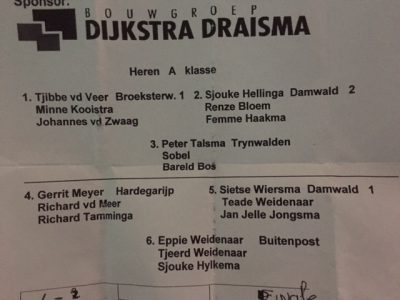 Sponsor:
BOUWGROEP
DIJKSTRA DRAISMA
Heren A klasse
1. Tjibbe vd Veer Broeksterw. 1 2. Sjouke Hellinga Damwald 2
Minne Kooistra Renze Bloem
Johannes vd Zwaag Femme Haakma
3. Peter Talsma Trynwalden
Sobel
Bareld Bos
4. Gerrit Meyer Hardegarijp 5. Sietse Wiersma Damwald 1
Richard vd Meer Teade Weidenaar
Richard Tamminga Jan Jelle Jongsma
6. Eppie Weidenaar Buitenpost
Tjeerd Weidenaar
Sjouke Hylkema
1 - 2 Finale